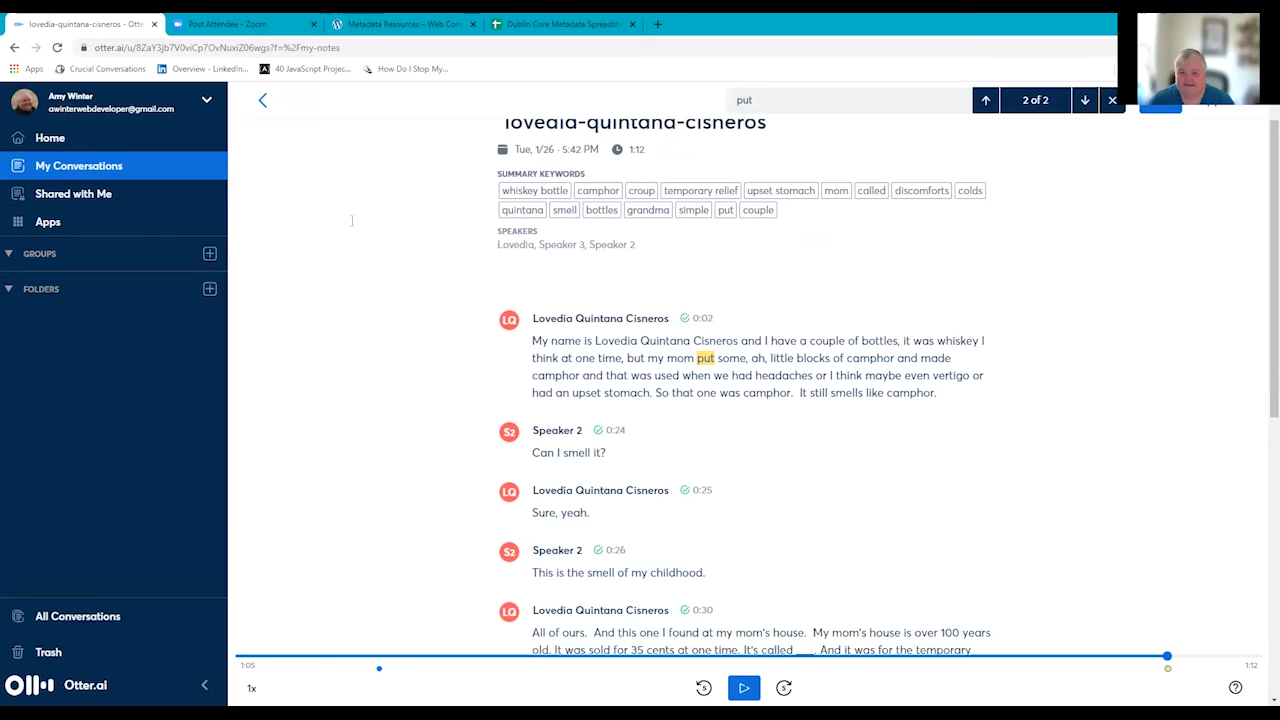 lovedia-quintana-cisneros - Otte
Post Attendee - Zoom
Metadata Resources – Web Con
Dublin Core Metadata Spreadsh
otter.ai/u/8ZaY3jb7V0viCp7OvNuxiZ06wgs?f=%2Fmy-notes
Apps
Crucial Conversations
Overview - LinkedIn...
40 JavaScript Projec...
How Do I Stop My...
Amy Winter
awinterwebdeveloper@gmail.com
put
2 of 2
lovedia-quintana-cisneros
Home
Tue, 1/26 - 5:42 PM
1:12
My Conversations
SUMMARY KEYWORDS
whiskey bottle camphor croup temporary relief upset stomach mom called discomforts colds
Shared with Me
quintana smell bottles grandma simple put couple
Apps
SPEAKERS
Lovedia, Speaker 3, Speaker 2
GROUPS
FOLDERS
LQ
Lovedia Quintana Cisneros
0:02
My name is Lovedia Quintana Cisneros and I have a couple of bottles, it was whiskey I
think at one time, but my mom put some, ah, little blocks of camphor and made
camphor and that was used when we had headaches or I think maybe even vertigo or
had an upset stomach. So that one was camphor.  It still smells like camphor.
S2
Speaker 2
0:24
Can I smell it?
LQ
Lovedia Quintana Cisneros
0:25
Sure, yeah.
S2
Speaker 2
0:26
This is the smell of my childhood.
LQ
Lovedia Quintana Cisneros
0:30
All of ours.  And this one I found at my mom's house.  My mom's house is over 100 years
old. It was sold for 35 cents at one time. It's called ___. And it was for the temporary
All Conversations
Trash
1:05
1:12
Otter.ai
1x
5
5